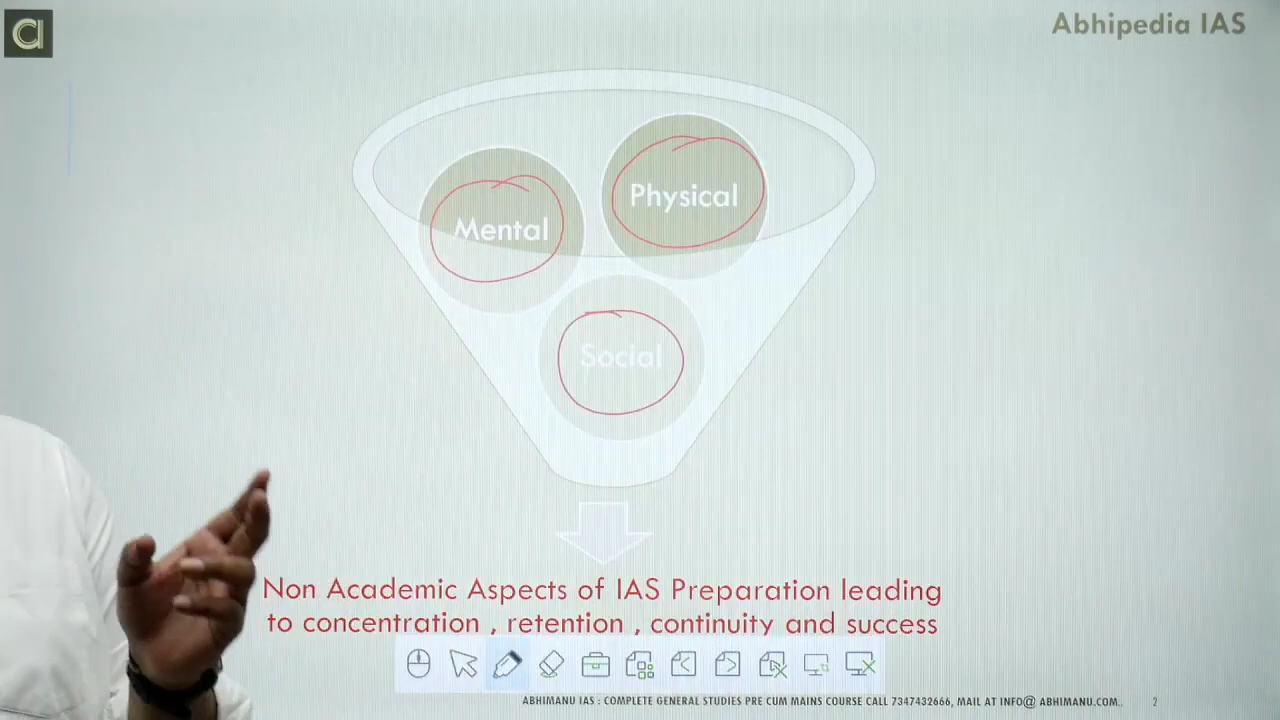 Abhipedia IAS
Physical
Mental
Social
Non Academic Aspects of IAS Preparation leading
to concentration , retention , continuity and success
ABHIMANU IAS : COMPLETE GENERAL STUDIES PRE CUM MAINS COURSE CALL 7347432666, MAIL AT INFO@ ABHIMANU.COM..
2